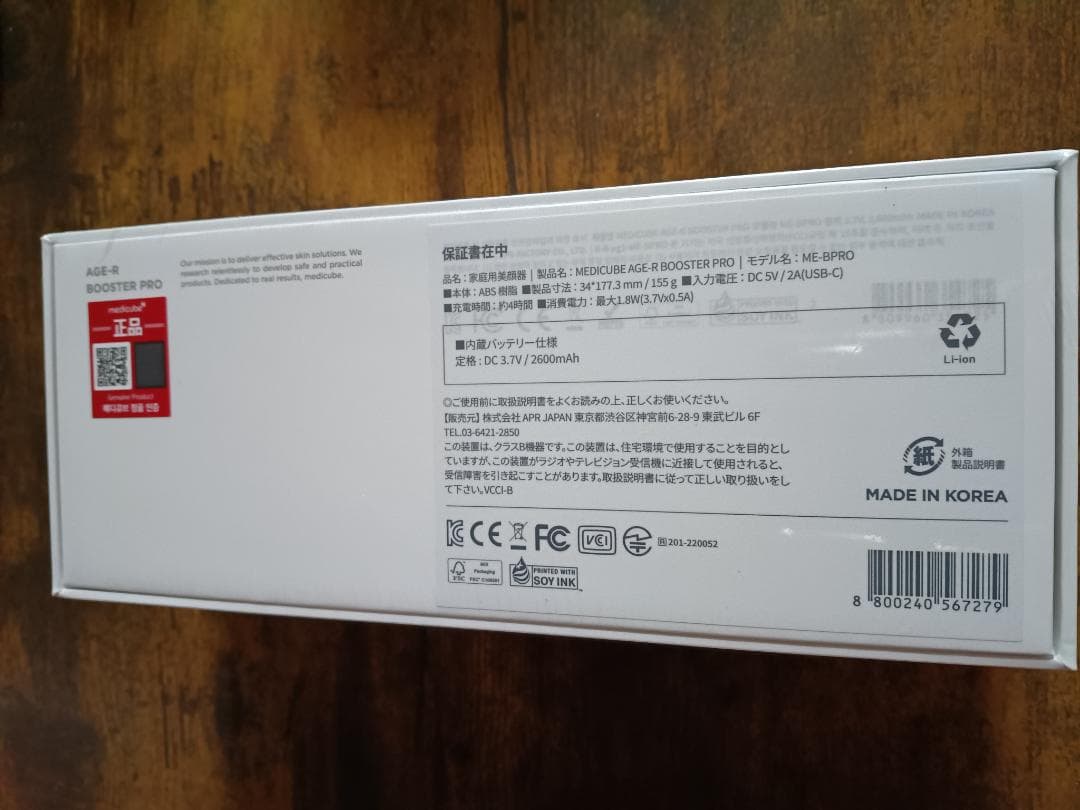 AGE-R
BOOSTER PRO
Our mission is to deliver effective skin solutions. We
research relentlessly to develop safe and practical
products. Dedicated to real results, medicube.
medicube
正品
Genuine Product
메디큐브 정품 인증
保証書在中
品名 : 家庭用美顔器 | 製品名 : MEDICUBE AGE-R BOOSTER PRO | モデル名 : ME-BPRO
■本体 : ABS 樹脂 ■製品寸法 : 34*177.3 mm / 155 g ■入力電圧 : DC 5V / 2A(USB-C)
■充電時間 : 約4時間 ■消費電力 : 最大1.8W(3.7Vx0.5A)
■内蔵バッテリー仕様
定格 : DC 3.7V / 2600mAh
Li-ion
◎ご使用前に取扱説明書をよくお読みの上、正しくお使いください。
【販売元】 株式会社 APR JAPAN 東京都渋谷区神宮前6-28-9 東武ビル 6F
TEL.03-6421-2850
この装置は、クラスB機器です。この装置は、住宅環境で使用することを目的とし
ていますが、この装置がラジオやテレビジョン受信機に近接して使用されると、
受信障害を引き起こすことがあります。取扱説明書に従って正しい取り扱いをし
て下さい。VCCI-B
紙
外箱
製品説明書
MADE IN KOREA
CE FC VCI R 201-220052
FSC
MIX
Packaging
PRINTED WITH
SOY INK
8 800240 567279